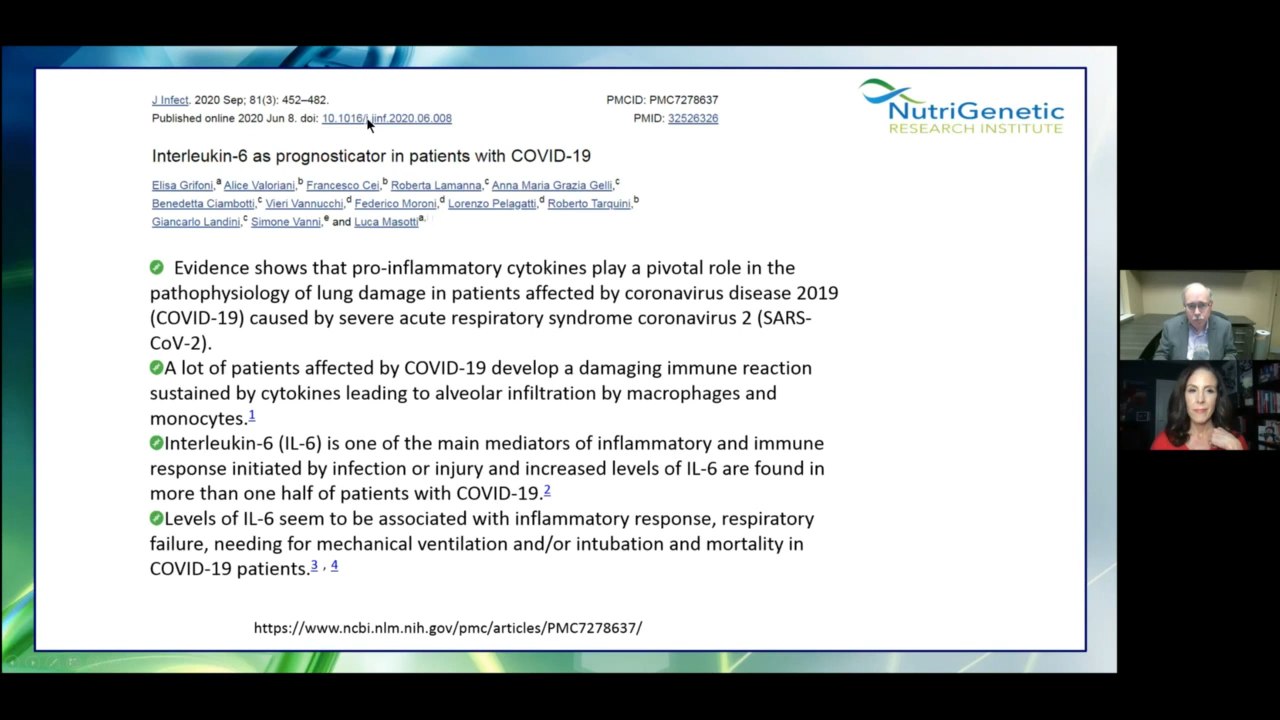 J Infect. 2020 Sep; 81(3): 452–482.
Published online 2020 Jun 8. doi: 10.1016/j.jinf.2020.06.008
PMCID: PMC7278637
PMID: 32526326
NutriGenetic
RESEARCH INSTITUTE
Interleukin-6 as prognosticator in patients with COVID-19
Elisa Grifoni,a Alice Valoriani,b Francesco Cei,b Roberta Lamanna,c Anna Maria Grazia Gelli,c
Benedetta Ciambotti,c Vieri Vannucchi,d Federico Moroni,d Lorenzo Pelagatti,d Roberto Tarquini,b
Giancarlo Landini,c Simone Vanni,e and Luca Masottia,
Evidence shows that pro-inflammatory cytokines play a pivotal role in the
pathophysiology of lung damage in patients affected by coronavirus disease 2019
(COVID-19) caused by severe acute respiratory syndrome coronavirus 2 (SARS-
CoV-2).
A lot of patients affected by COVID-19 develop a damaging immune reaction
sustained by cytokines leading to alveolar infiltration by macrophages and
monocytes.1
Interleukin-6 (IL-6) is one of the main mediators of inflammatory and immune
response initiated by infection or injury and increased levels of IL-6 are found in
more than one half of patients with COVID-19.2
Levels of IL-6 seem to be associated with inflammatory response, respiratory
failure, needing for mechanical ventilation and/or intubation and mortality in
COVID-19 patients.3 , 4
https://www.ncbi.nlm.nih.gov/pmc/articles/PMC7278637/